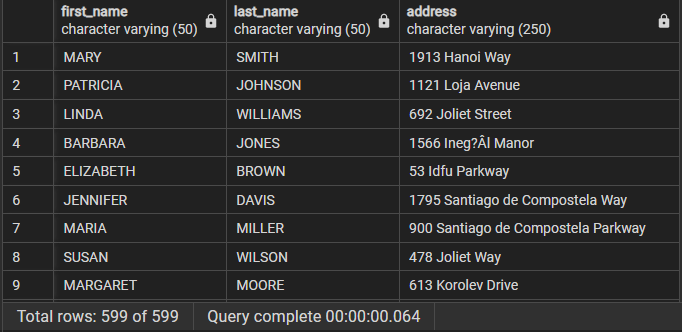 first_name last_name address
character varying (50) character varying (50) character varying (250)
1 MARY SMITH 1913 Hanoi Way
2 PATRICIA JOHNSON 1121 Loja Avenue
3 LINDA WILLIAMS 692 Joliet Street
4 BARBARA JONES 1566 Ineg?Âl Manor
5 ELIZABETH BROWN 53 Idfu Parkway
6 JENNIFER DAVIS 1795 Santiago de Compostela Way
7 MARIA MILLER 900 Santiago de Compostela Parkway
8 SUSAN WILSON 478 Joliet Way
9 MARGARET MOORE 613 Korolev Drive
Total rows: 599 of 599 Query complete 00:00:00.064